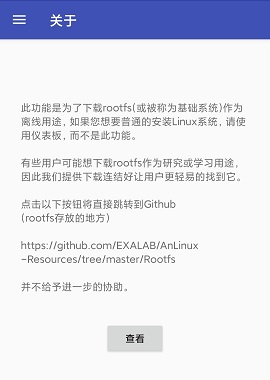 关于
此功能是为了下载rootfs(或被称为基础系统)作为
离线用途，如果您想要普通的安装Linux系统，请使
用仪表板，而不是此功能。
有些用户可能想下载rootfs作为研究或学习用途，
因此我们提供下载连结好让用户更轻易的找到它。
点击以下按钮将直接跳转到Github
(rootfs存放的地方)
https://github.com/EXALAB/AnLinux
-Resources/tree/master/Rootfs
并不给予进一步的协助。
查看